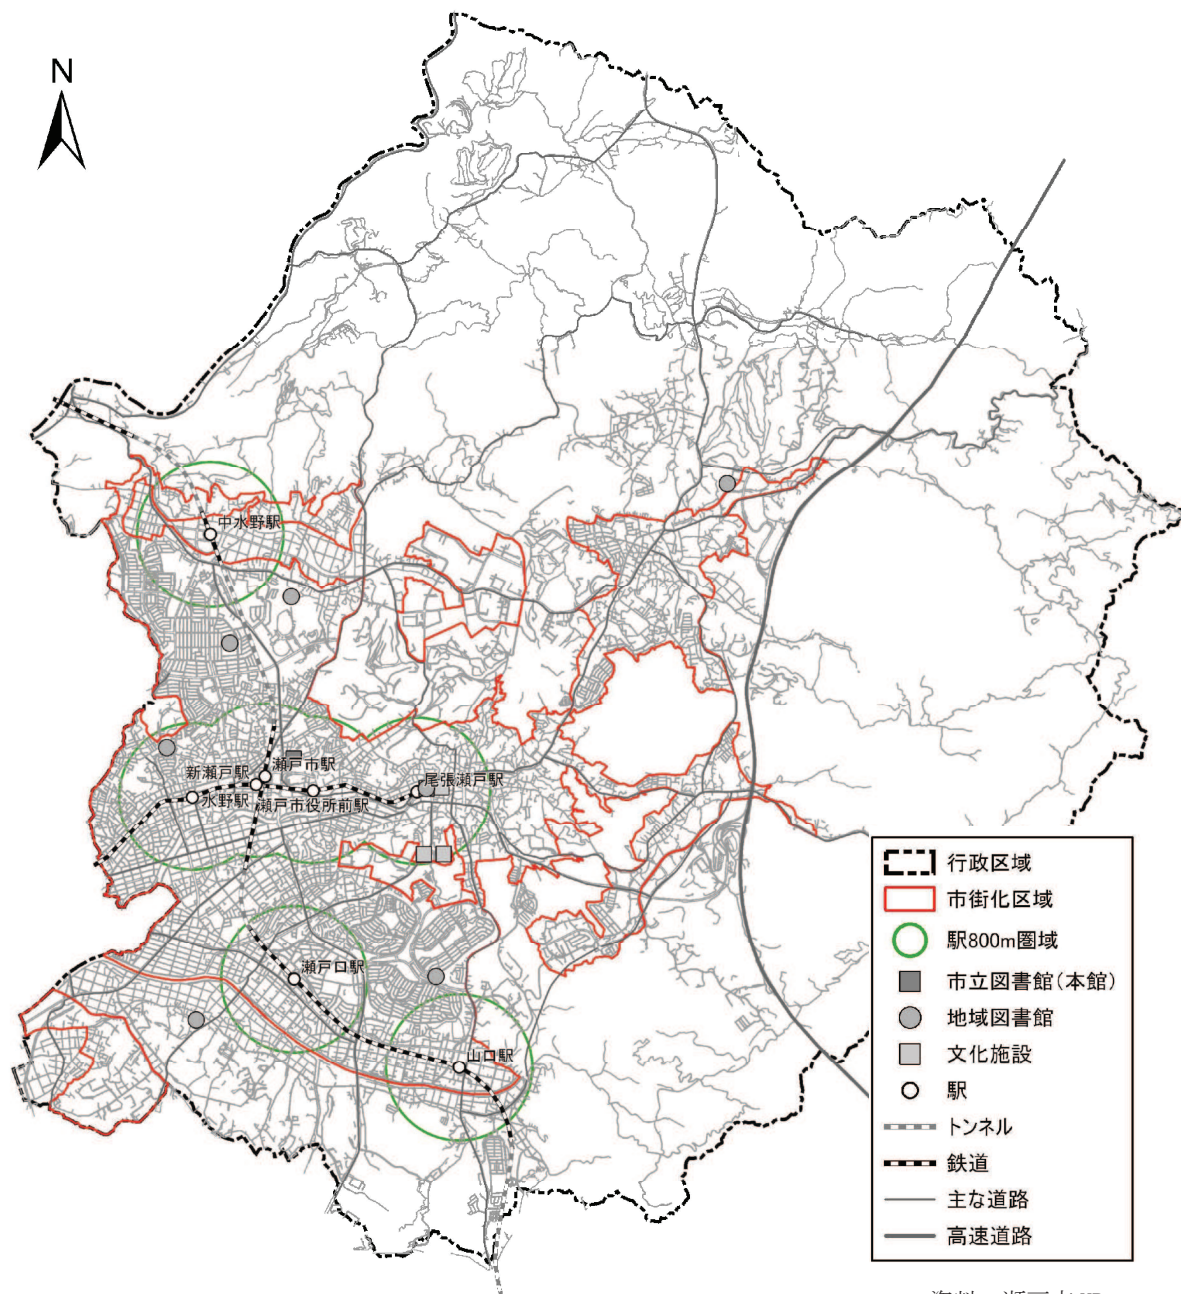 N
中水野駅
新瀬戸駅
瀬戸市駅
尾張瀬戸駅
水野駅
瀬戸市役所前駅
瀬戸口駅
山口駅
行政区域
市街化区域
駅800m圏域
市立図書館(本館)
地域図書館
文化施設
駅
トンネル
鉄道
主な道路
高速道路